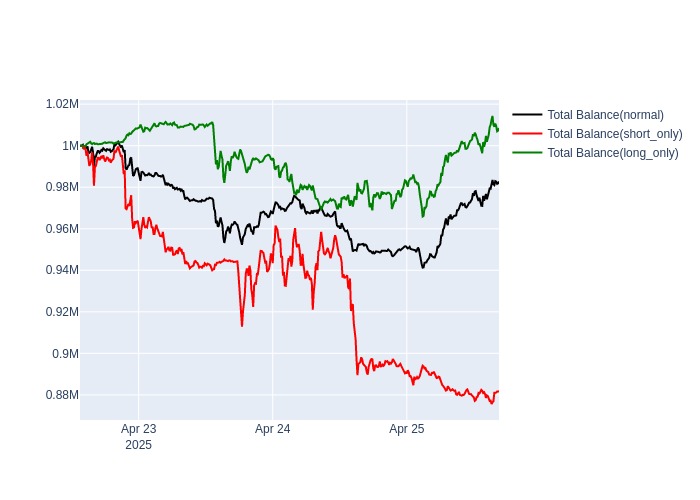 1.02M
1M
0.98M
0.96M
0.94M
0.92M
0.9M
0.88M
Apr 23
2025
Apr 24
Apr 25
Total Balance(normal)
Total Balance(short_only)
Total Balance(long_only)